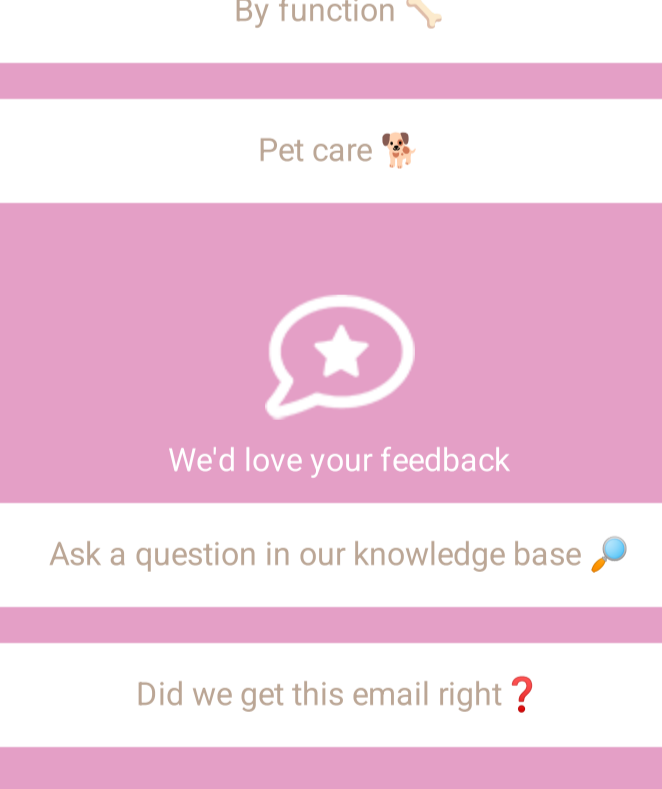 By function 🦴
Pet care 🐕
We'd love your feedback
Ask a question in our knowledge base 🔎
Did we get this email right❓